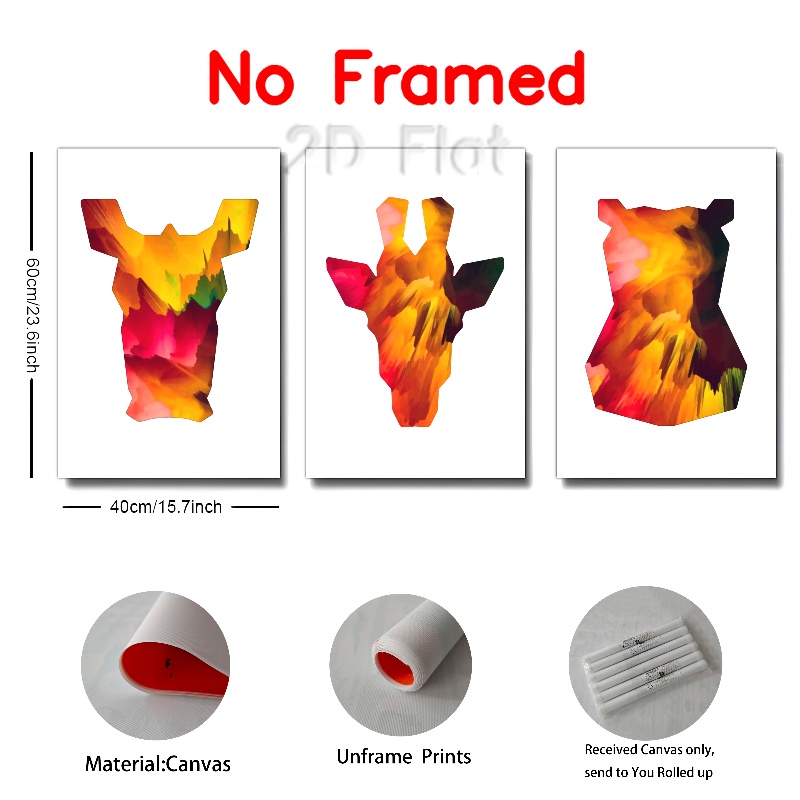 No Framed
2D Flat
60cm/23.6inch
40cm/15.7inch
Material:Canvas
Unframe Prints
Received Canvas only,
send to You Rolled up